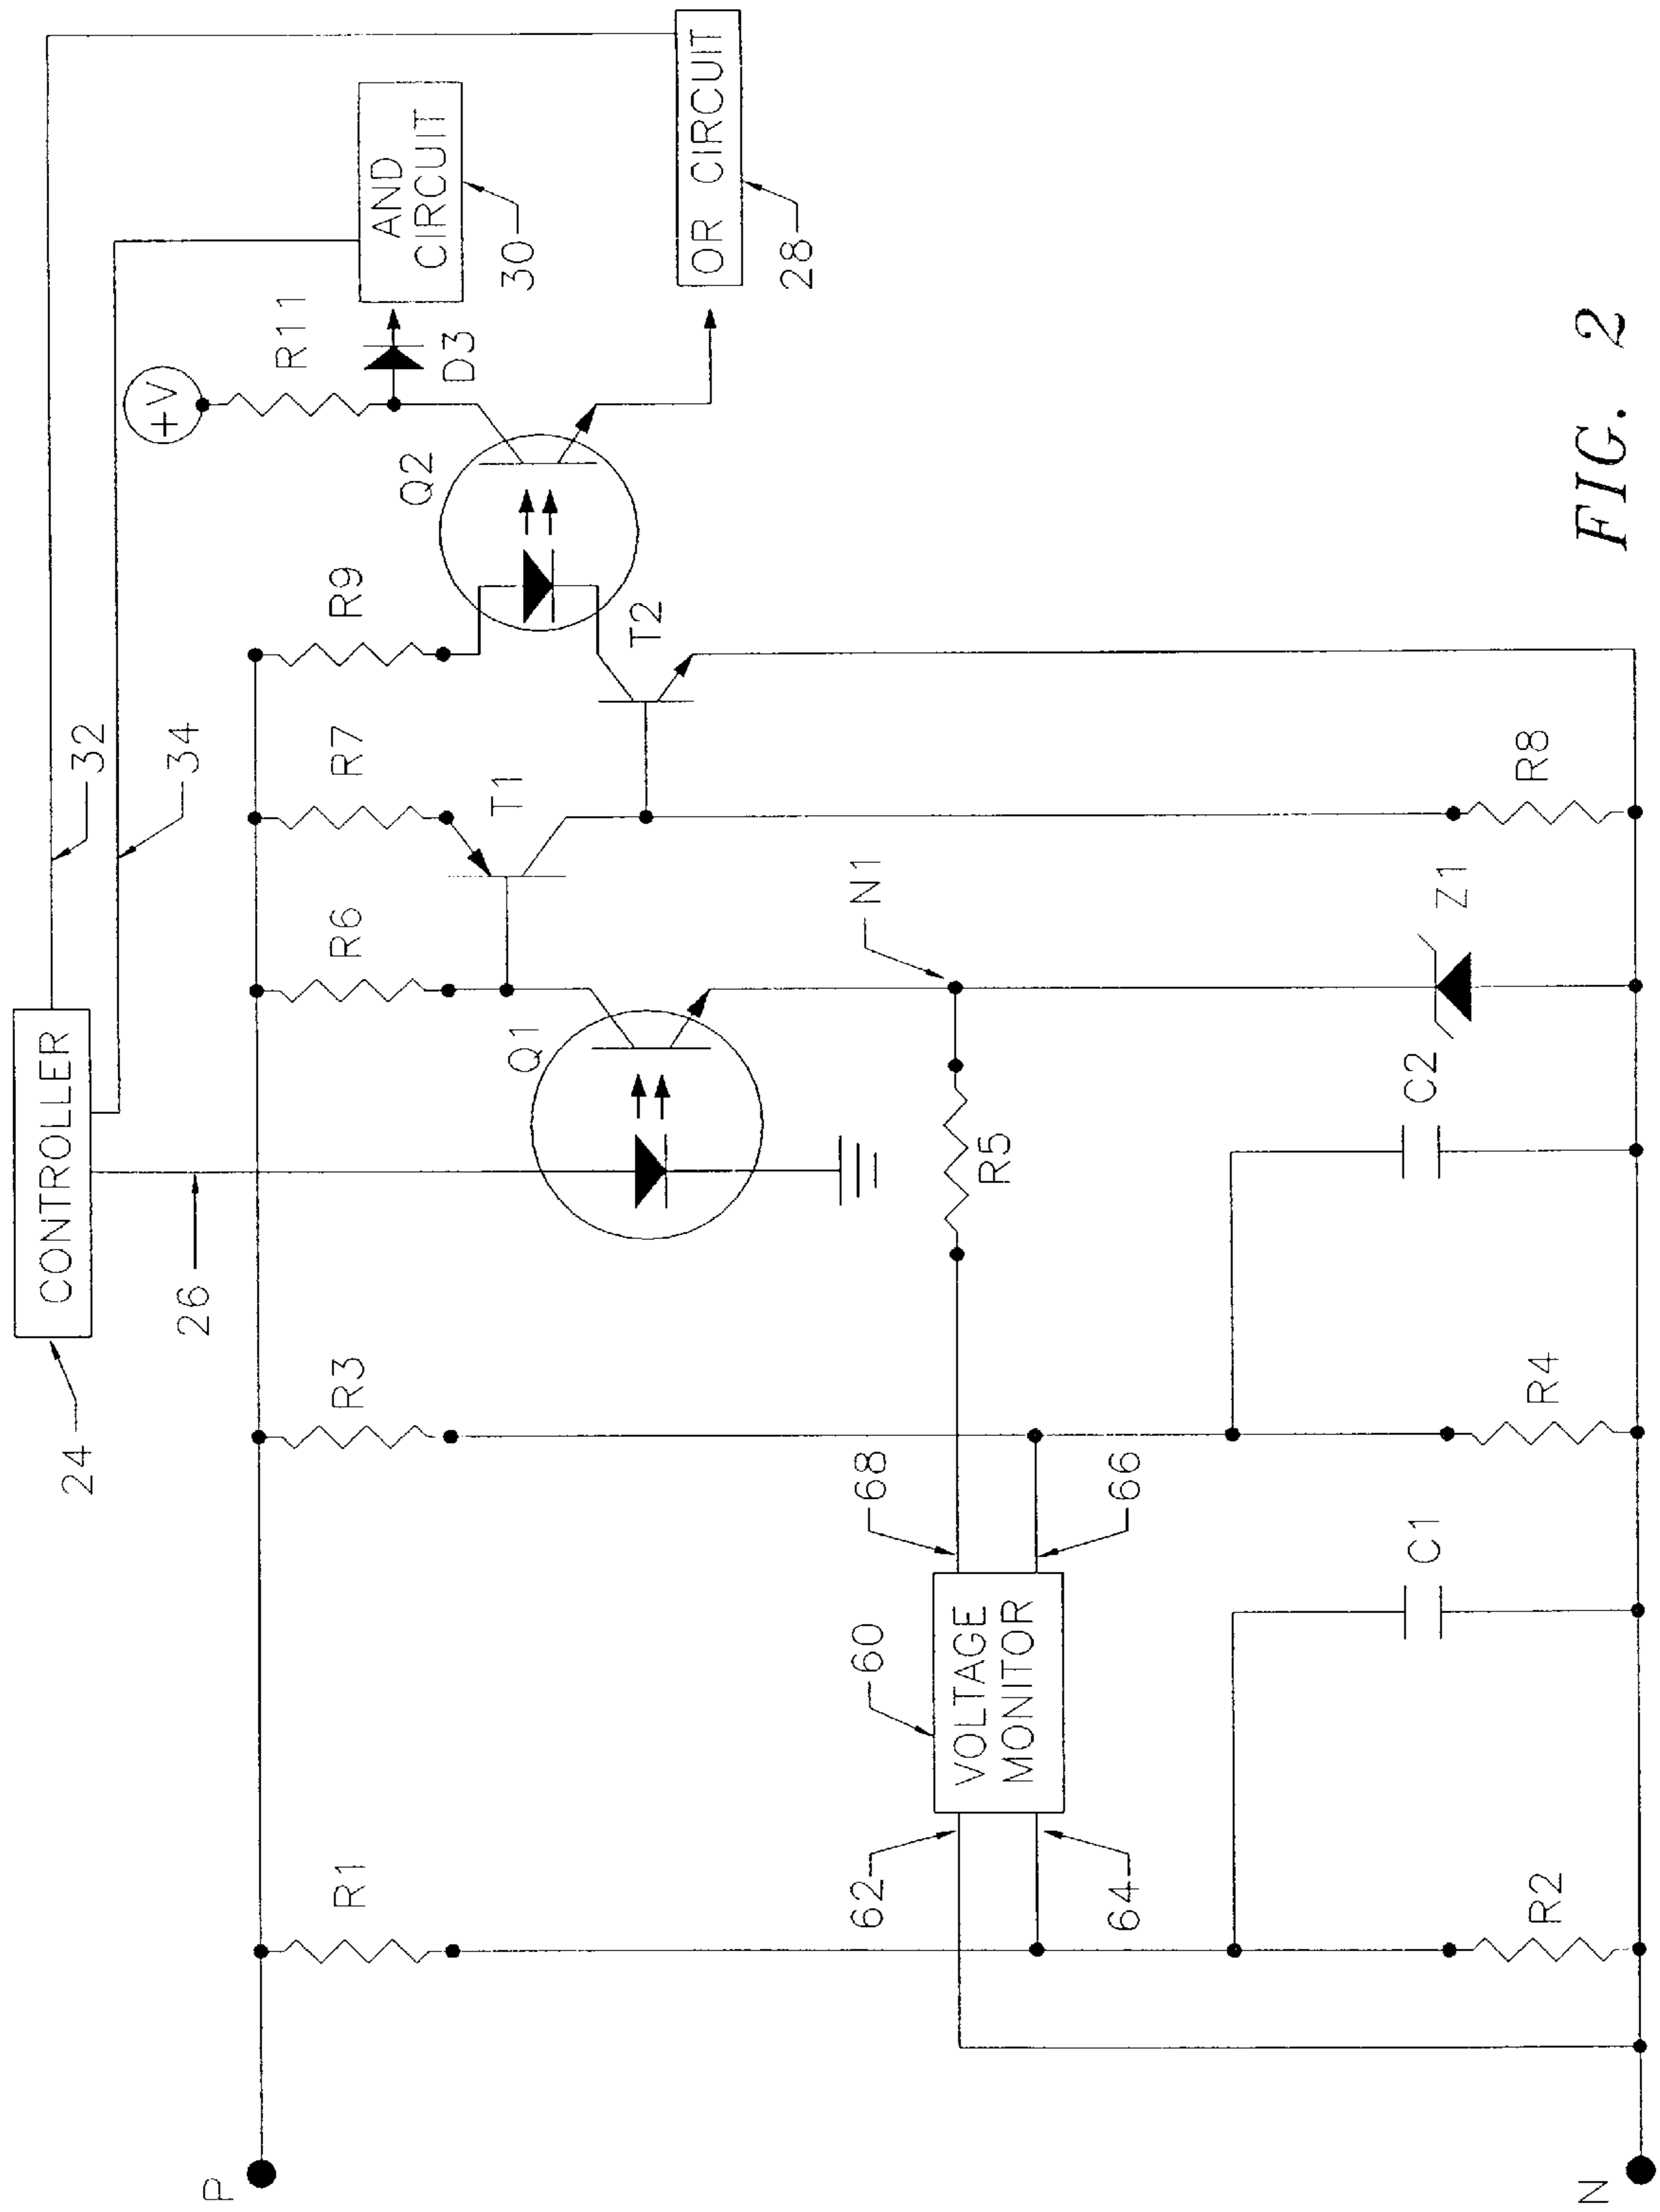 CONTROLLER
24
26
32
34
+V
R11
AND
CIRCUIT
30
D3
OR CIRCUIT
28
P
R1
R3
R6
R7
R9
Q1
T1
Q2
T2
N1
60
62
64
VOLTAGE
MONITOR
68
66
R5
C1
C2
Z1
R2
R4
R8
N
FIG. 2